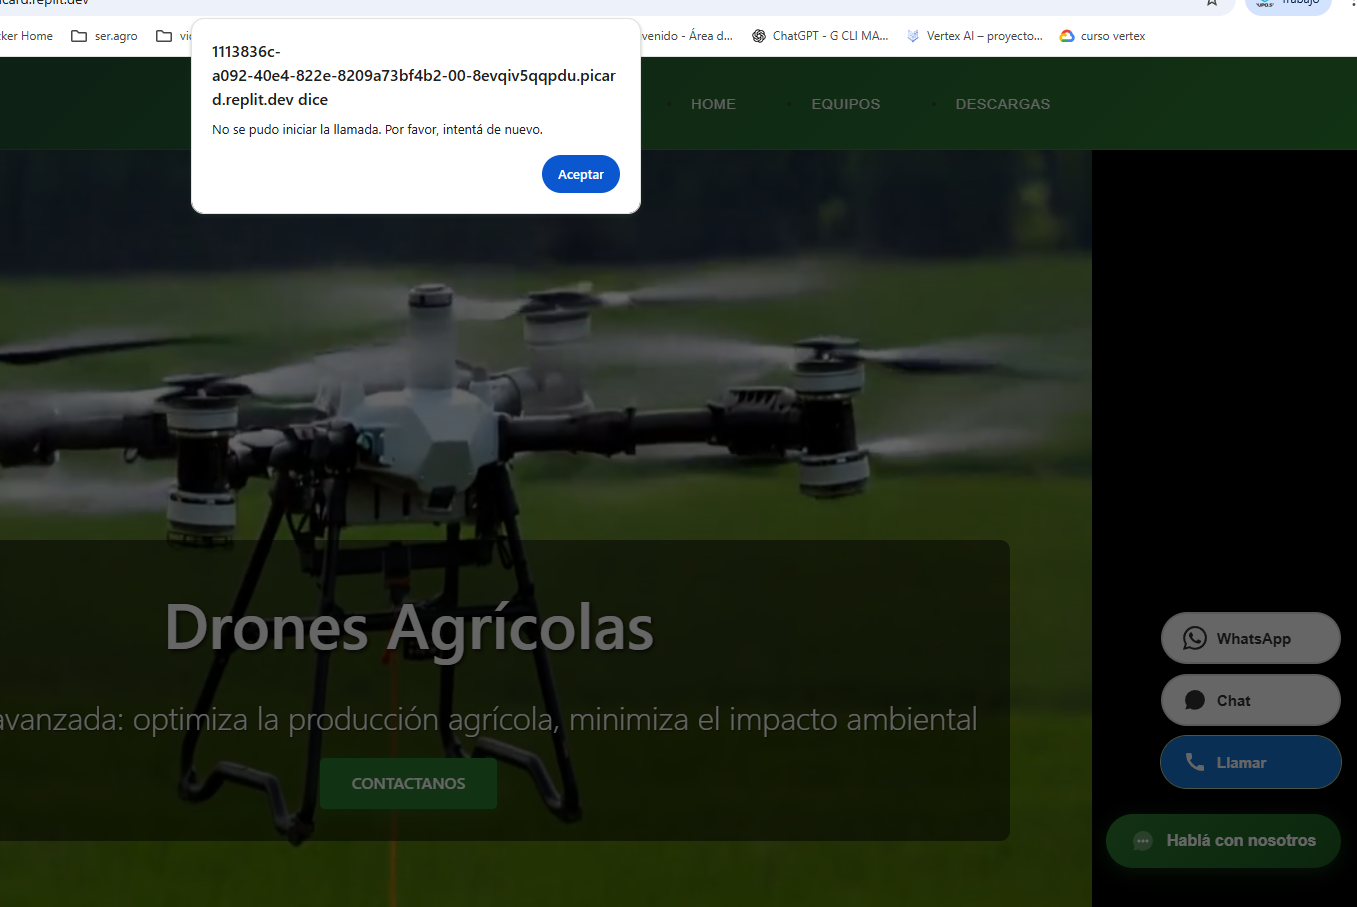 card.replit.dev
Trabajo
ker Home
ser.agro
venido - Área d...
ChatGPT - G CLI MA...
Vertex AI – proyecto...
curso vertex
1113836c-
a092-40e4-822e-8209a73bf4b2-00-8evqiv5qqpdu.picar
d.replit.dev dice
No se pudo iniciar la llamada. Por favor, intentá de nuevo.
Aceptar
HOME
EQUIPOS
DESCARGAS
Drones Agrícolas
avanzada: optimiza la producción agrícola, minimiza el impacto ambiental
CONTACTANOS
WhatsApp
Chat
Llamar
Hablá con nosotros